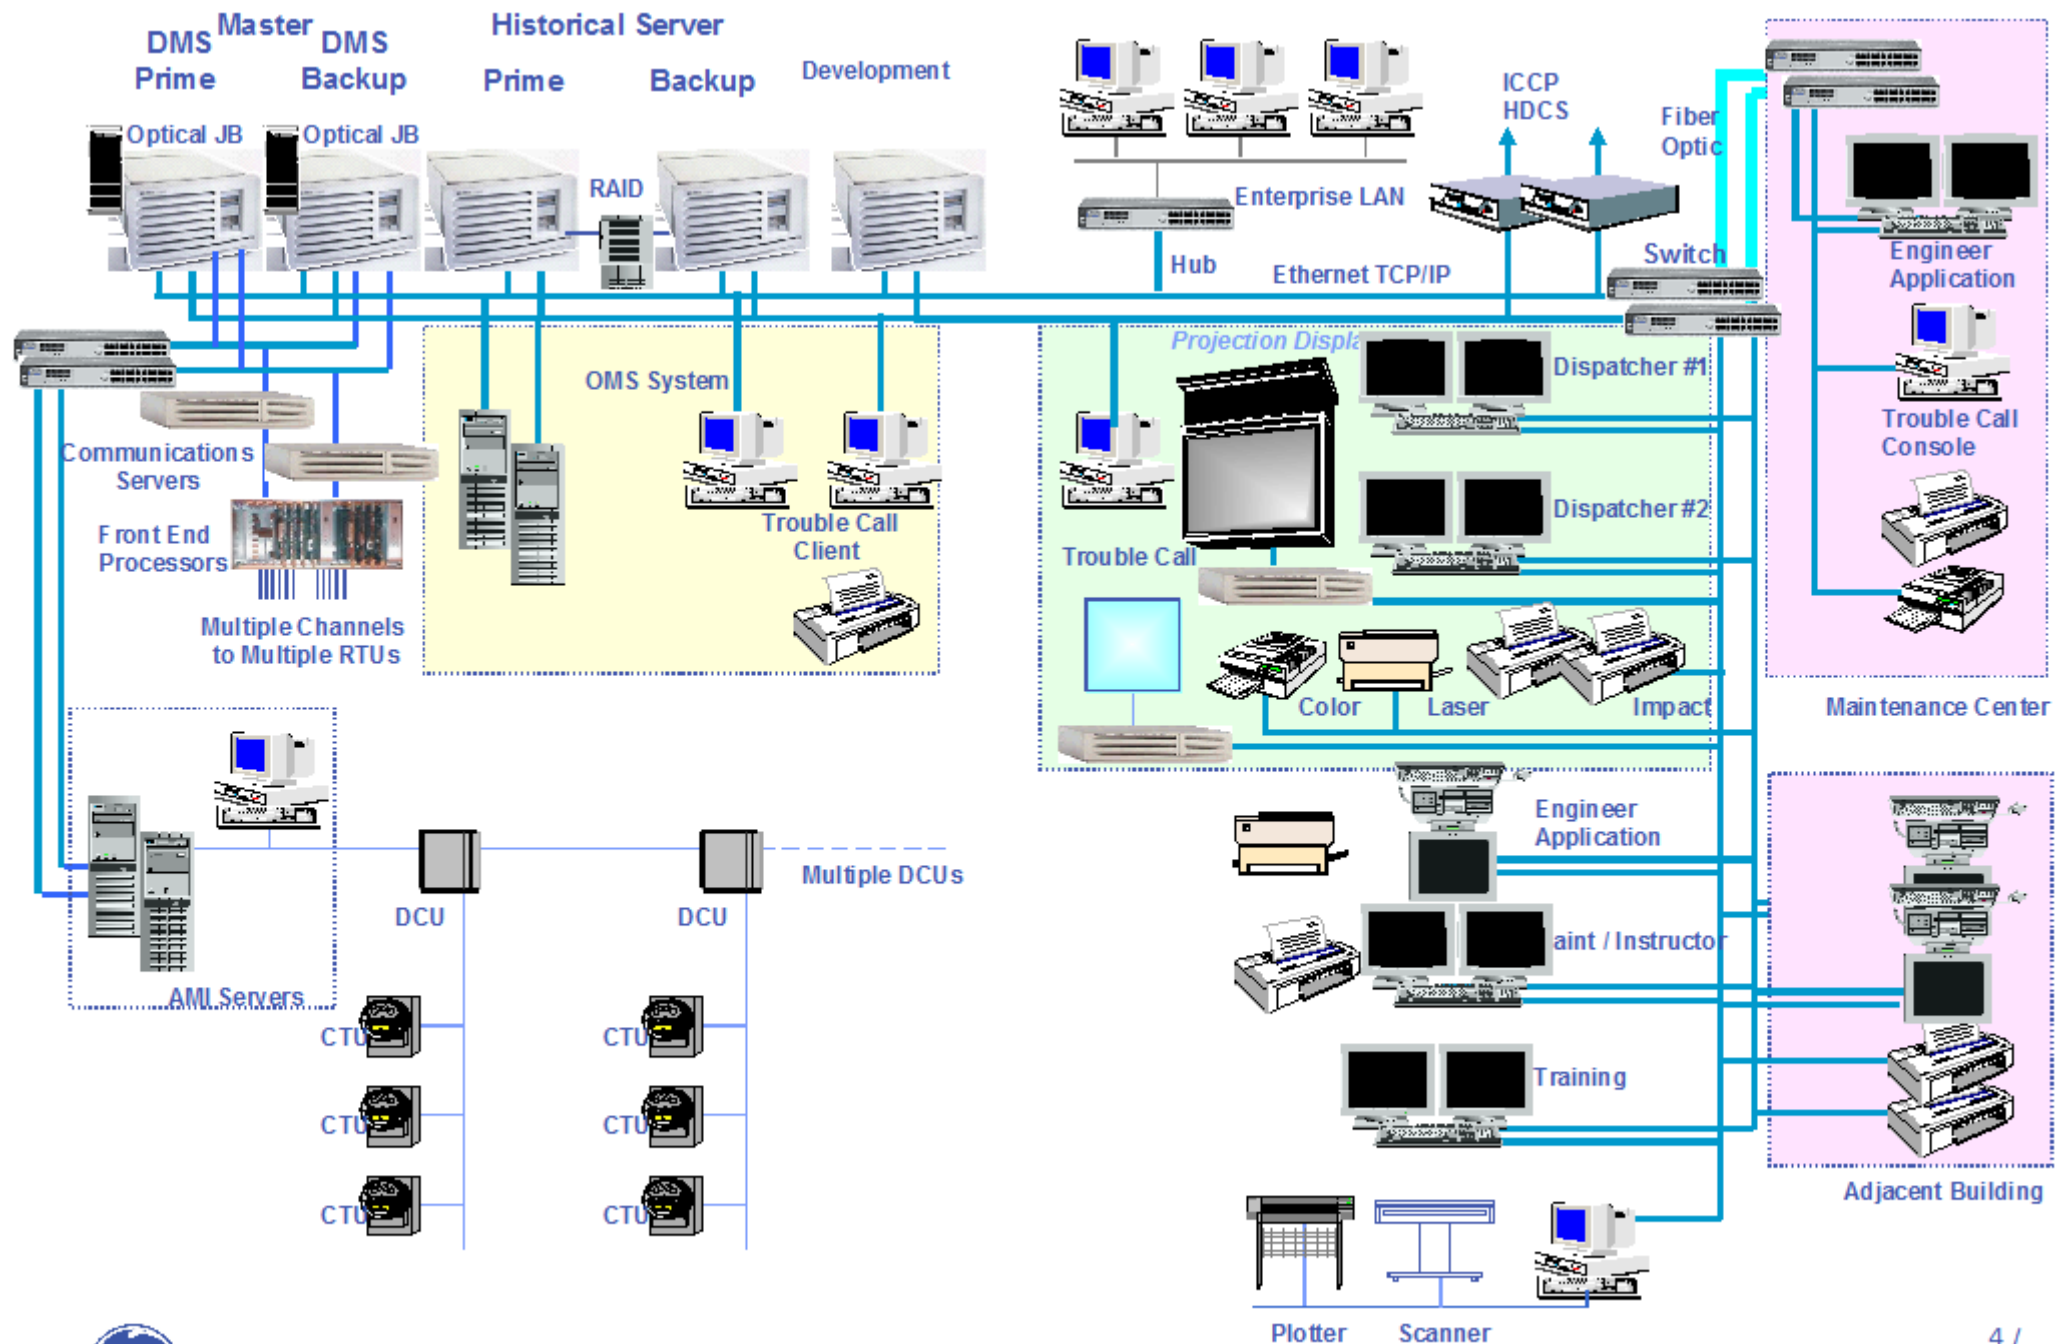 Master
Historical Server
DMS
Prime
DMS
Backup
Prime
Backup
Development
Optical JB
Optical JB
RAID
ICCP
HDCS
Fiber
Optic
Enterprise LAN
Hub
Ethernet TCP/IP
Switch
Engineer
Application
Trouble Call
Console
Maintenance Center
OMS System
Trouble Call
Client
Communications
Servers
Front End
Processors
Multiple Channels
to Multiple RTUs
Projection Displa
Dispatcher #1
Dispatcher #2
Trouble Call
Color
Laser
Impact
Engineer
Application
aint / Instructor
Training
Adjacent Building
AMI Servers
DCU
DCU
Multiple DCUs
CTU
CTU
CTU
CTU
CTU
CTU
Plotter
Scanner
4 /